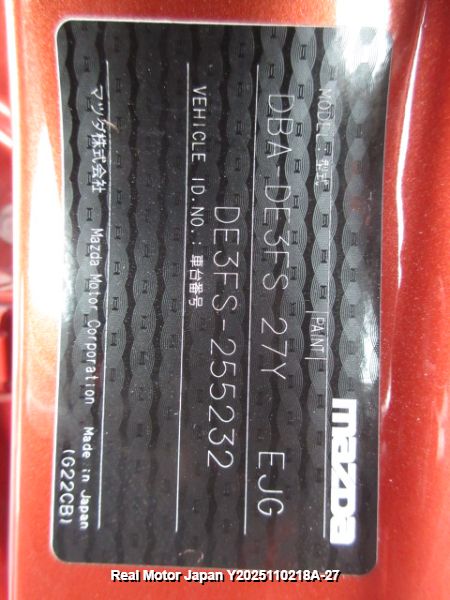 mazDa
MODEL 型式 PAINT
DBA-DE3FS 27Y EJG
VEHICLE ID.NO.: 車台番号
DE3FS-255232
マツダ株式会社 Mazda Motor Corporation Made in Japan
(G22CB)
Real Motor Japan Y2025110218A-27